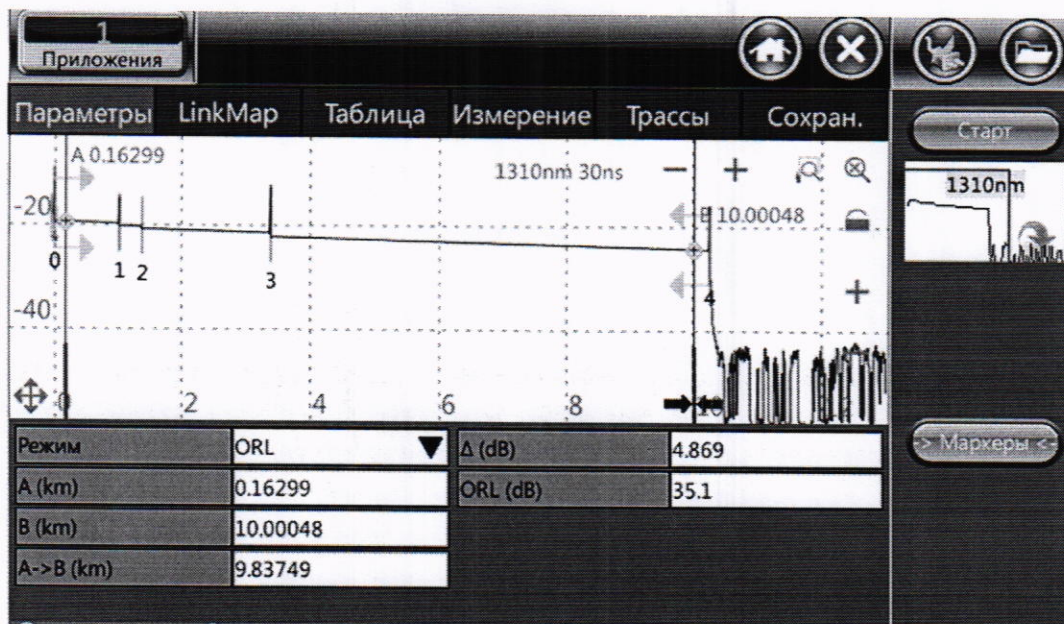 1
Приложения
Параметры LinkMap Таблица Измерение Трассы Сохран.
Старт
A 0.16299 1310nm 30ns B 10.00048
1310nm
-20
0 1 2 3 4
-40
0 2 4 6 8 10
> Маркеры <
Режим ORL Δ (dB) 4.869
A (km) 0.16299 ORL (dB) 35.1
B (km) 10.00048
A->B (km) 9.83749